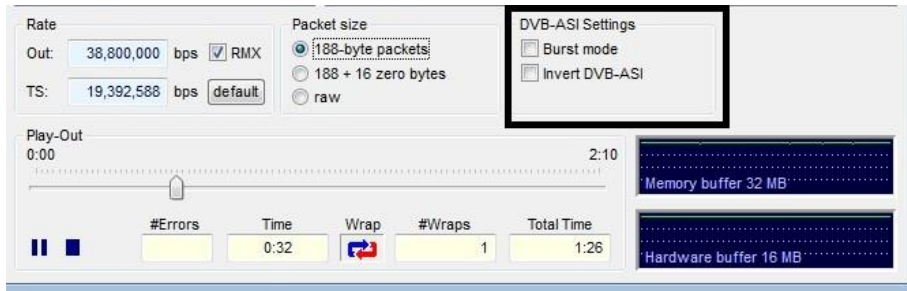 Rate
Out: 38,800,000 bps RMX
TS: 19,392,588 bps default
Packet size
188-byte packets
188 + 16 zero bytes
raw
DVB-ASI Settings
Burst mode
Invert DVB-ASI
Play-Out
0:00 2:10
#Errors Time Wrap #Wraps Total Time
0:32 1 1:26
Memory buffer 32 MB
Hardware buffer 16 MB